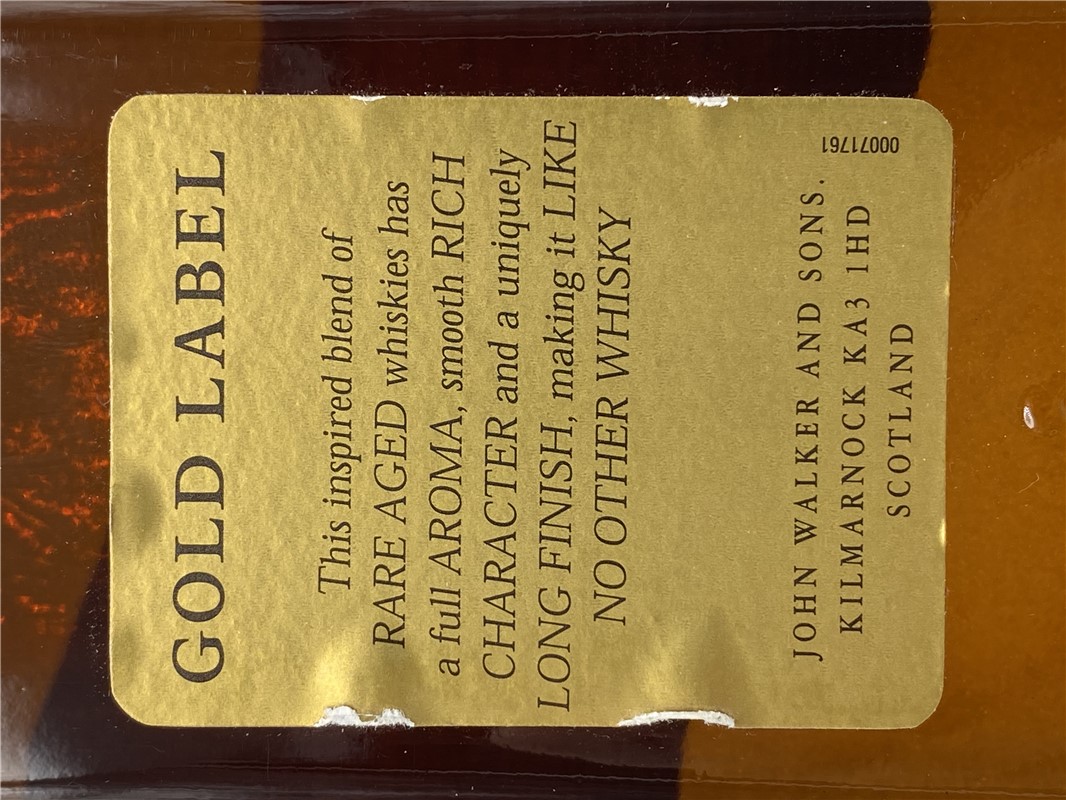 GOLD LABEL
This inspired blend of
RARE AGED whiskies has
a full AROMA, smooth RICH
CHARACTER and a uniquely
LONG FINISH, making it LIKE
NO OTHER WHISKY
JOHN WALKER AND SONS.
KILMARNOCK KA3 1HD
SCOTLAND
00071761